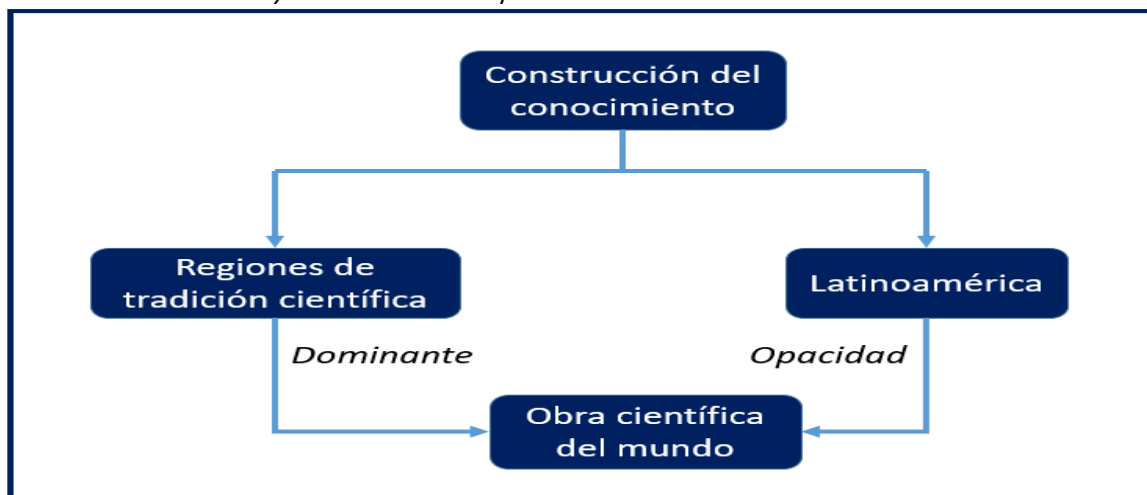 Construcción del
conocimiento
Regiones de
tradición científica
Latinoamérica
Dominante
Opacidad
Obra científica
del mundo